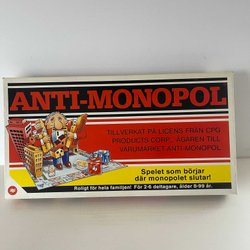 ANTI-MONOPOL
TILLVERKAT PÅ LICENS FRÅN CPG
PRODUCTS CORP., ÄGAREN TILL
VARUMÄRKET ANTI-MONOPOL
Spelet som börjar
där monopolet slutar!
Roligt för hela familjen! För 2-6 deltagare, ålder 8-99 år.